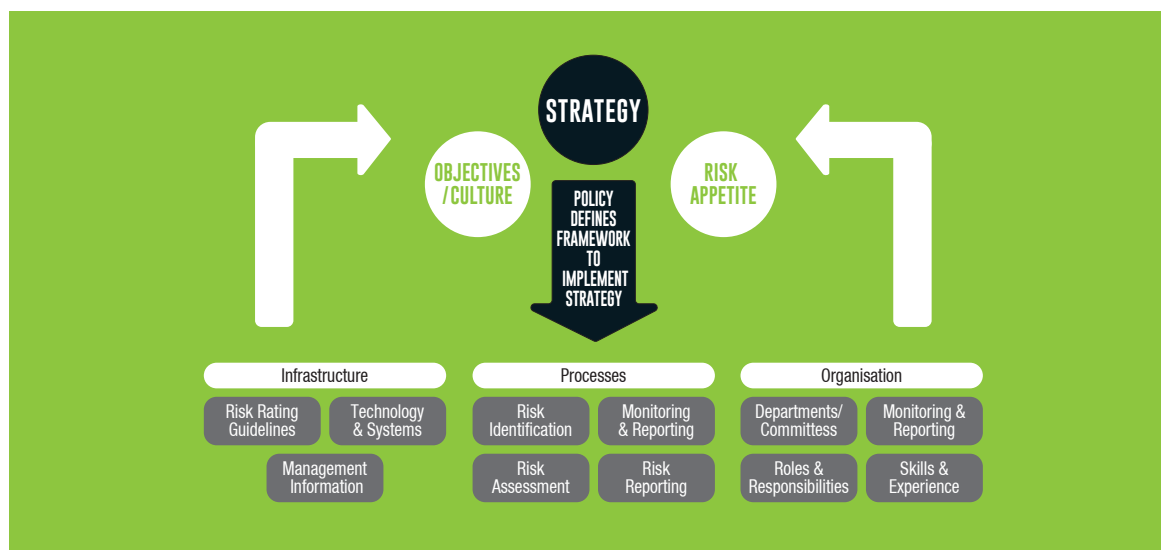 STRATEGY
OBJECTIVES
/ CULTURE
RISK
APPETITE
POLICY
DEFINES
FRAMEWORK
TO
IMPLEMENT
STRATEGY
Infrastructure
Risk Rating
Guidelines
Technology
& Systems
Management
Information
Processes
Risk
Identification
Monitoring
& Reporting
Risk
Assessment
Risk
Reporting
Organisation
Departments/
Committess
Monitoring &
Reporting
Roles &
Responsibilities
Skills &
Experience